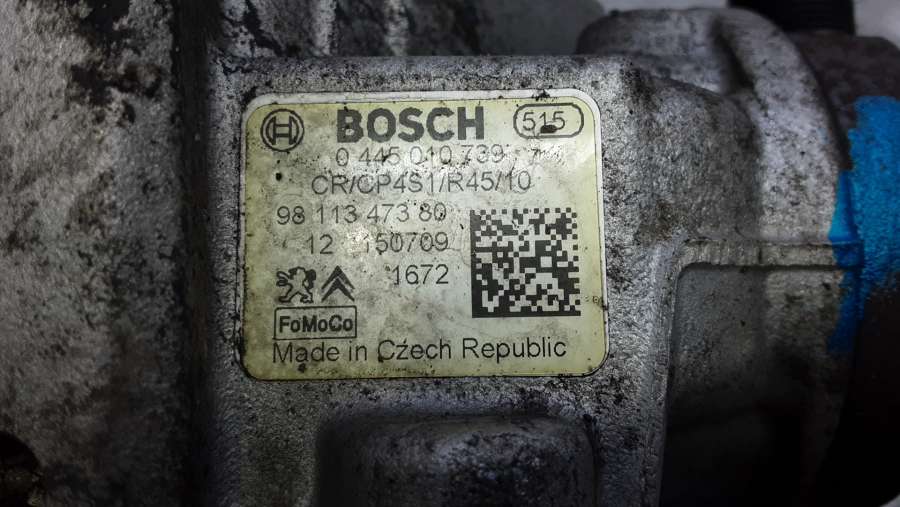 BOSCH 515
0 445 010 739
CR/CP4S1/R45/10
98 113 473 80
12 150709
1672
FoMoCo
Made in Czech Republic